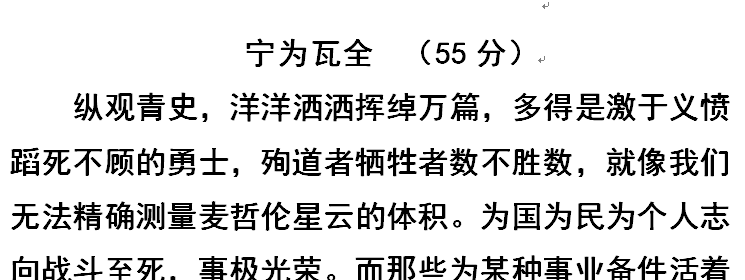 宁为瓦全 （55 分）
纵观青史，洋洋洒洒挥绰万篇，多得是激于义愤
蹈死不顾的勇士，殉道者牺牲者数不胜数，就像我们
无法精确测量麦哲伦星云的体积。为国为民为个人志
向战斗至死，事极光荣。而那些为某种事业备件活着